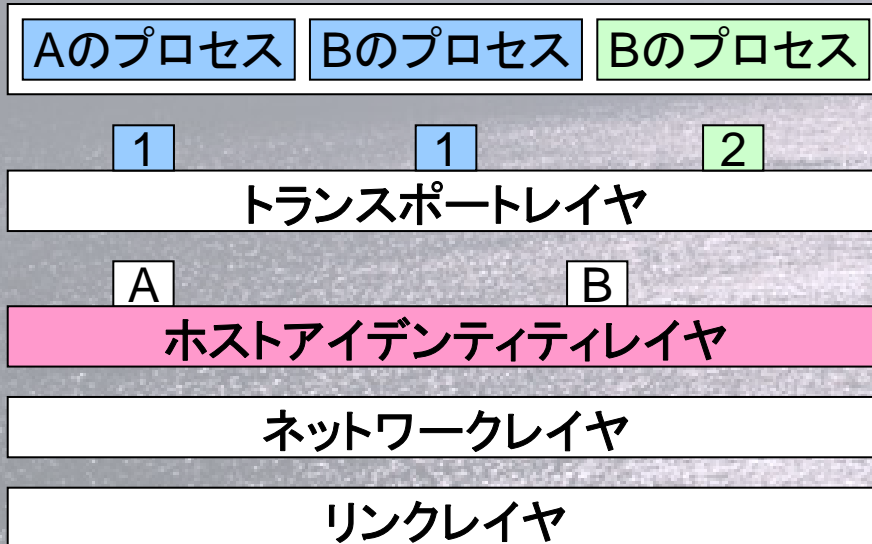 Aのプロセス Bのプロセス Bのプロセス
1 1 2
トランスポートレイヤ
A B
ホストアイデンティティレイヤ
ネットワークレイヤ
リンクレイヤ